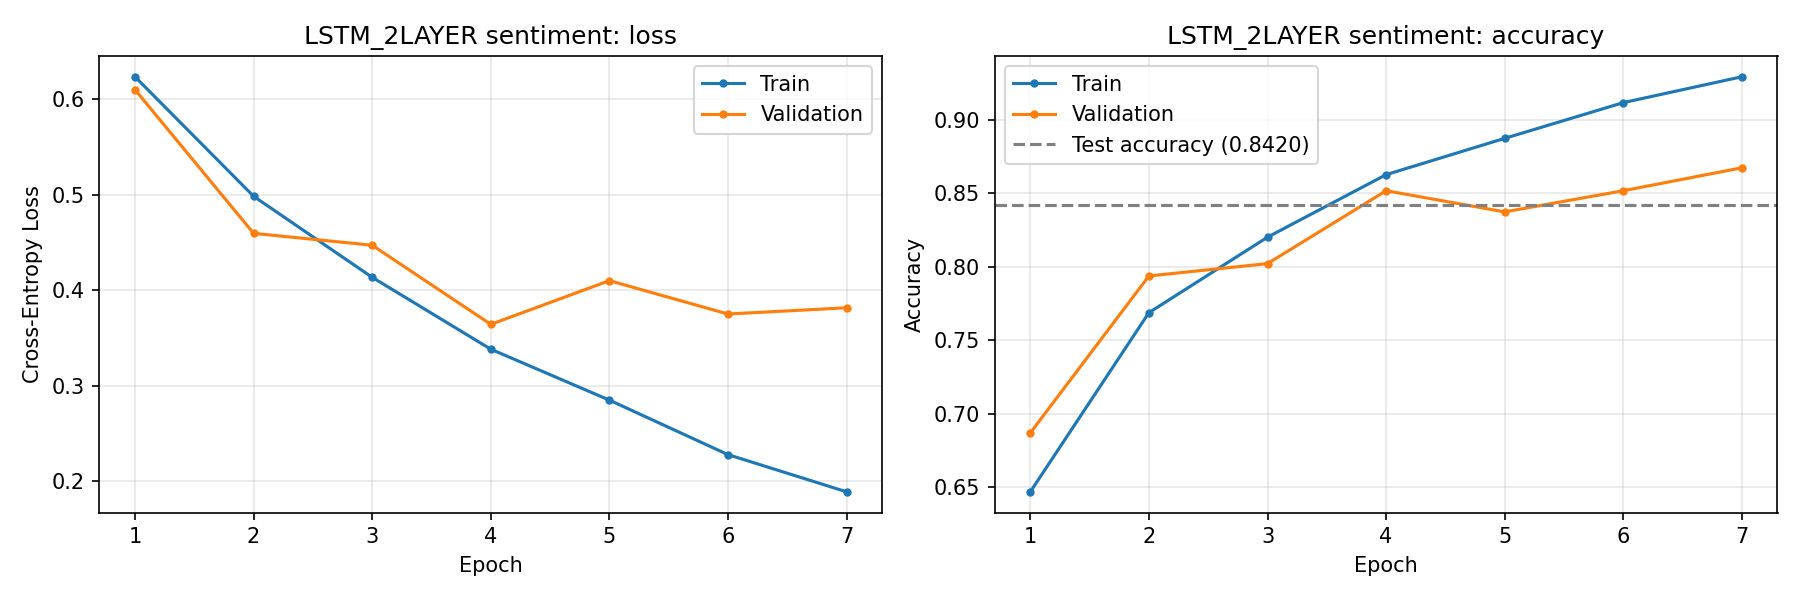 LSTM_2LAYER sentiment: loss
Train
Validation
0.6
0.5
0.4
0.3
0.2
Cross-Entropy Loss
1 2 3 4 5 6 7
Epoch
LSTM_2LAYER sentiment: accuracy
Train
Validation
Test accuracy (0.8420)
0.90
0.85
0.80
0.75
0.70
0.65
Accuracy
1 2 3 4 5 6 7
Epoch